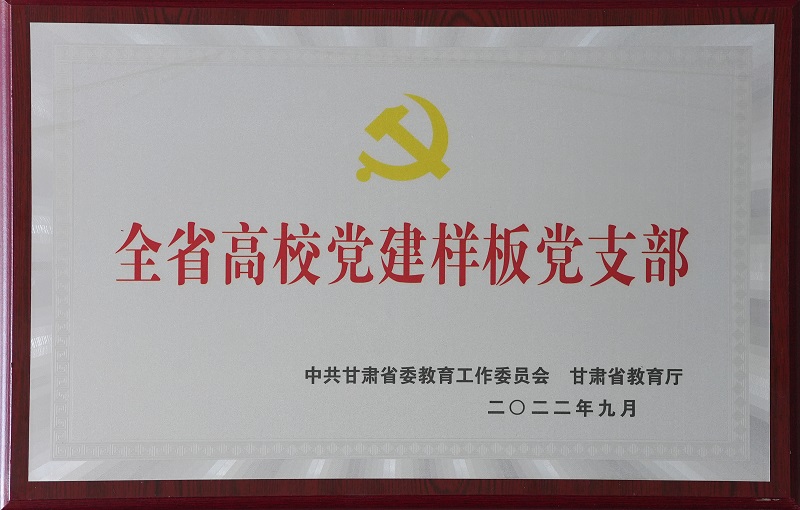 全省高校党建样板党支部
中共甘肃省委教育工作委员会 甘肃省教育厅
二〇二二年九月